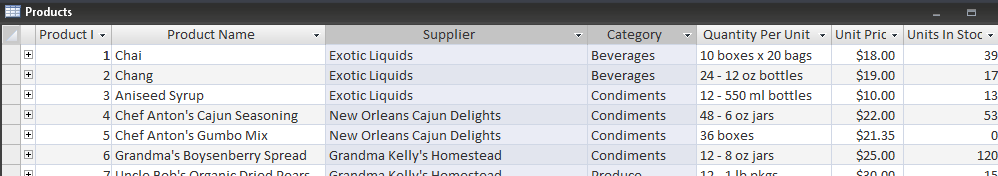 Products
Product I Product Name Supplier Category Quantity Per Unit Unit Pric Units In Stoc
1 Chai Exotic Liquids Beverages 10 boxes x 20 bags $18.00 39
2 Chang Exotic Liquids Beverages 24 - 12 oz bottles $19.00 17
3 Aniseed Syrup Exotic Liquids Condiments 12 - 550 ml bottles $10.00 13
4 Chef Anton's Cajun Seasoning New Orleans Cajun Delights Condiments 48 - 6 oz jars $22.00 53
5 Chef Anton's Gumbo Mix New Orleans Cajun Delights Condiments 36 boxes $21.35 0
6 Grandma's Boysenberry Spread Grandma Kelly's Homestead Condiments 12 - 8 oz jars $25.00 120
7 Uncle Bob's Organic Dried Pears Grandma Kelly's Homestead Produce 12 - 1 lb pkgs. $30.00 15